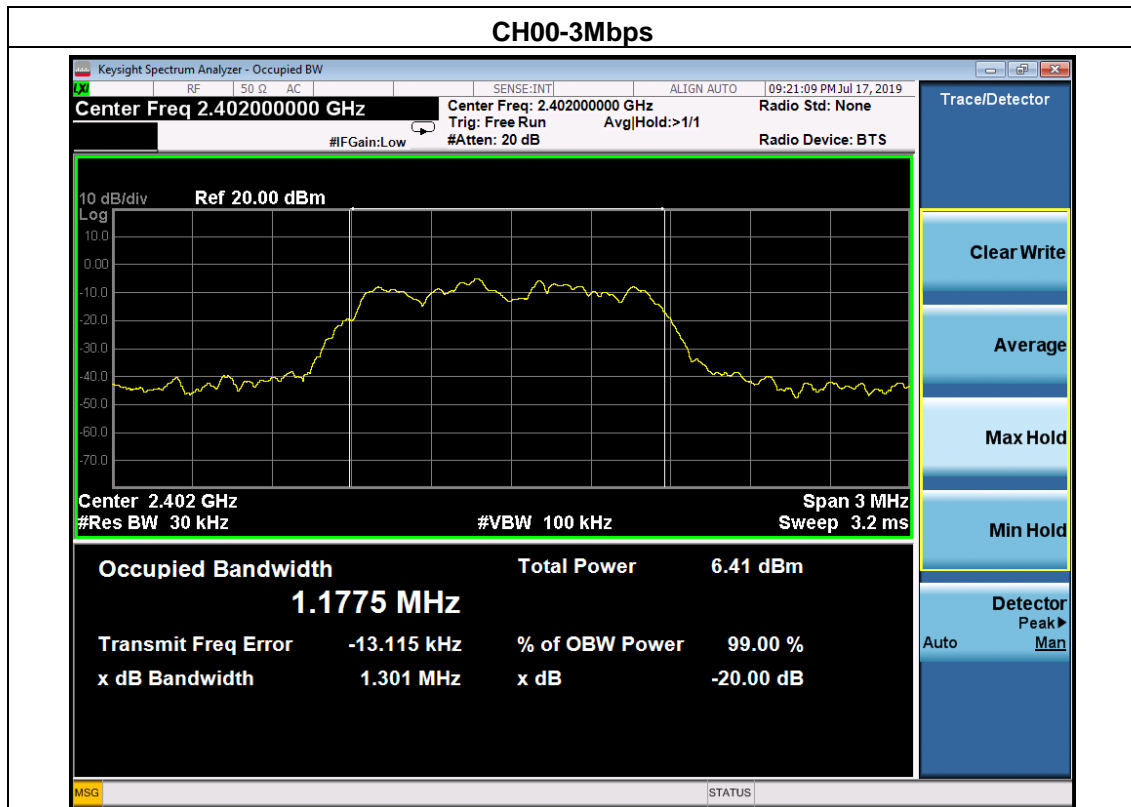 CH00-3Mbps
Keysight Spectrum Analyzer - Occupied BW
LXI RF 50 Ω AC SENSE:INT ALIGN AUTO 09:21:09 PM Jul 17, 2019
Center Freq 2.402000000 GHz
Center Freq: 2.402000000 GHz
Radio Std: None
Trig: Free Run Avg|Hold:>1/1
#IFGain:Low
#Atten: 20 dB
Radio Device: BTS
Trace/Detector
10 dB/div Ref 20.00 dBm
Log
10.0
0.00
-10.0
-20.0
-30.0
-40.0
-50.0
-60.0
-70.0
Center 2.402 GHz Span 3 MHz
#Res BW 30 kHz #VBW 100 kHz Sweep 3.2 ms
Occupied Bandwidth
1.1775 MHz
Total Power 6.41 dBm
Transmit Freq Error -13.115 kHz % of OBW Power 99.00 %
x dB Bandwidth 1.301 MHz x dB -20.00 dB
Clear Write
Average
Max Hold
Min Hold
Detector
Peak▶
Auto Man
MSG STATUS